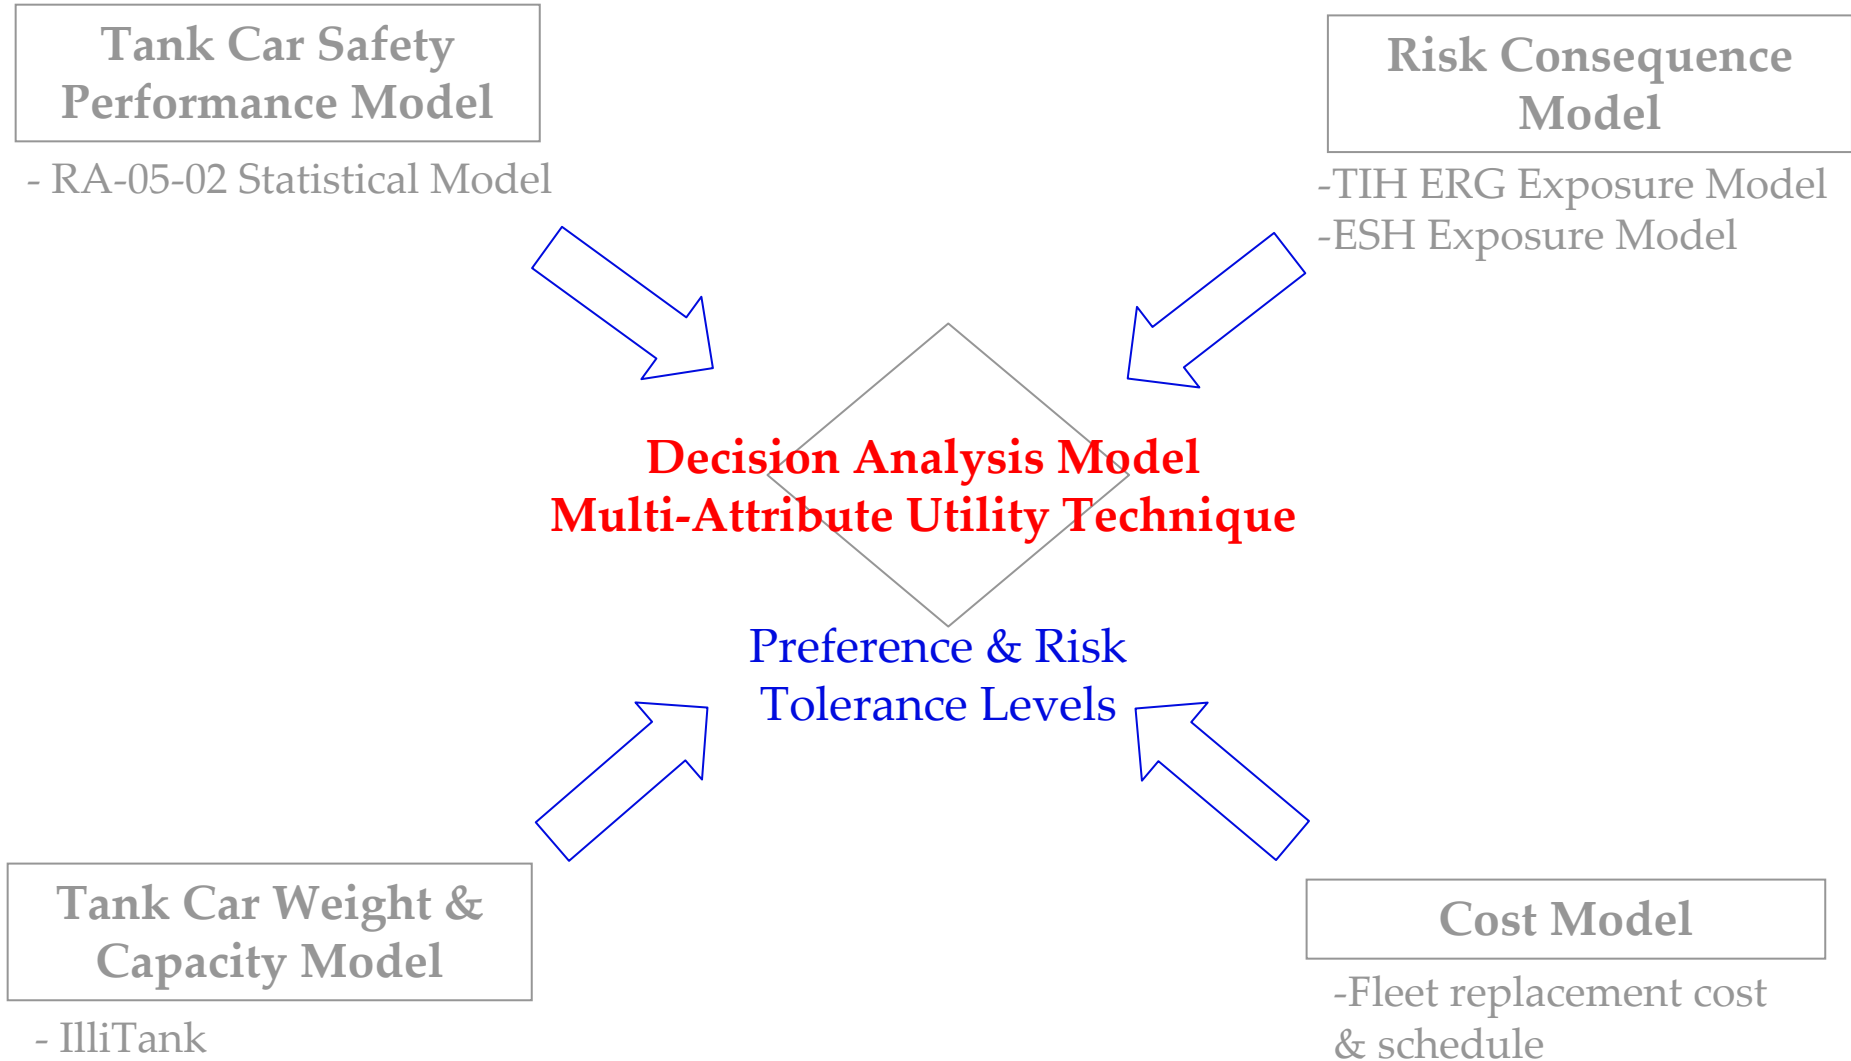 Tank Car Safety
Performance Model
- RA-05-02 Statistical Model
Risk Consequence
Model
-TIH ERG Exposure Model
-ESH Exposure Model
Decision Analysis Model
Multi-Attribute Utility Technique
Preference & Risk
Tolerance Levels
Tank Car Weight &
Capacity Model
- IlliTank
Cost Model
-Fleet replacement cost
& schedule